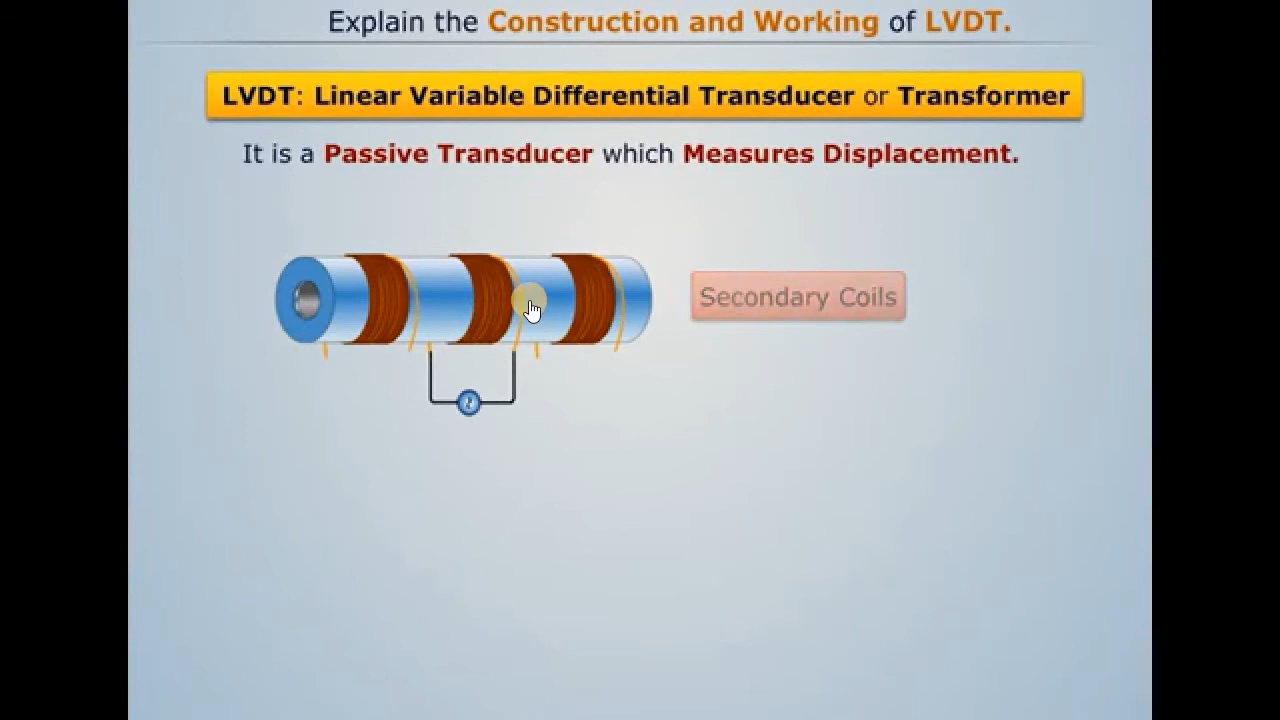 Explain the Construction and Working of LVDT.
LVDT: Linear Variable Differential Transducer or Transformer
It is a Passive Transducer which Measures Displacement.
Secondary Coils